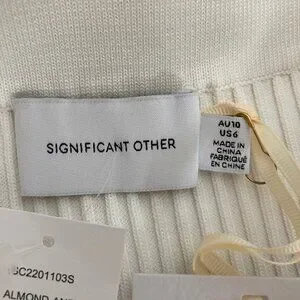 SIGNIFICANT OTHER
AU10
US6
MADE IN
CHINA
FABRIQUÉ
EN CHINE
SC2201103S
ALMOND